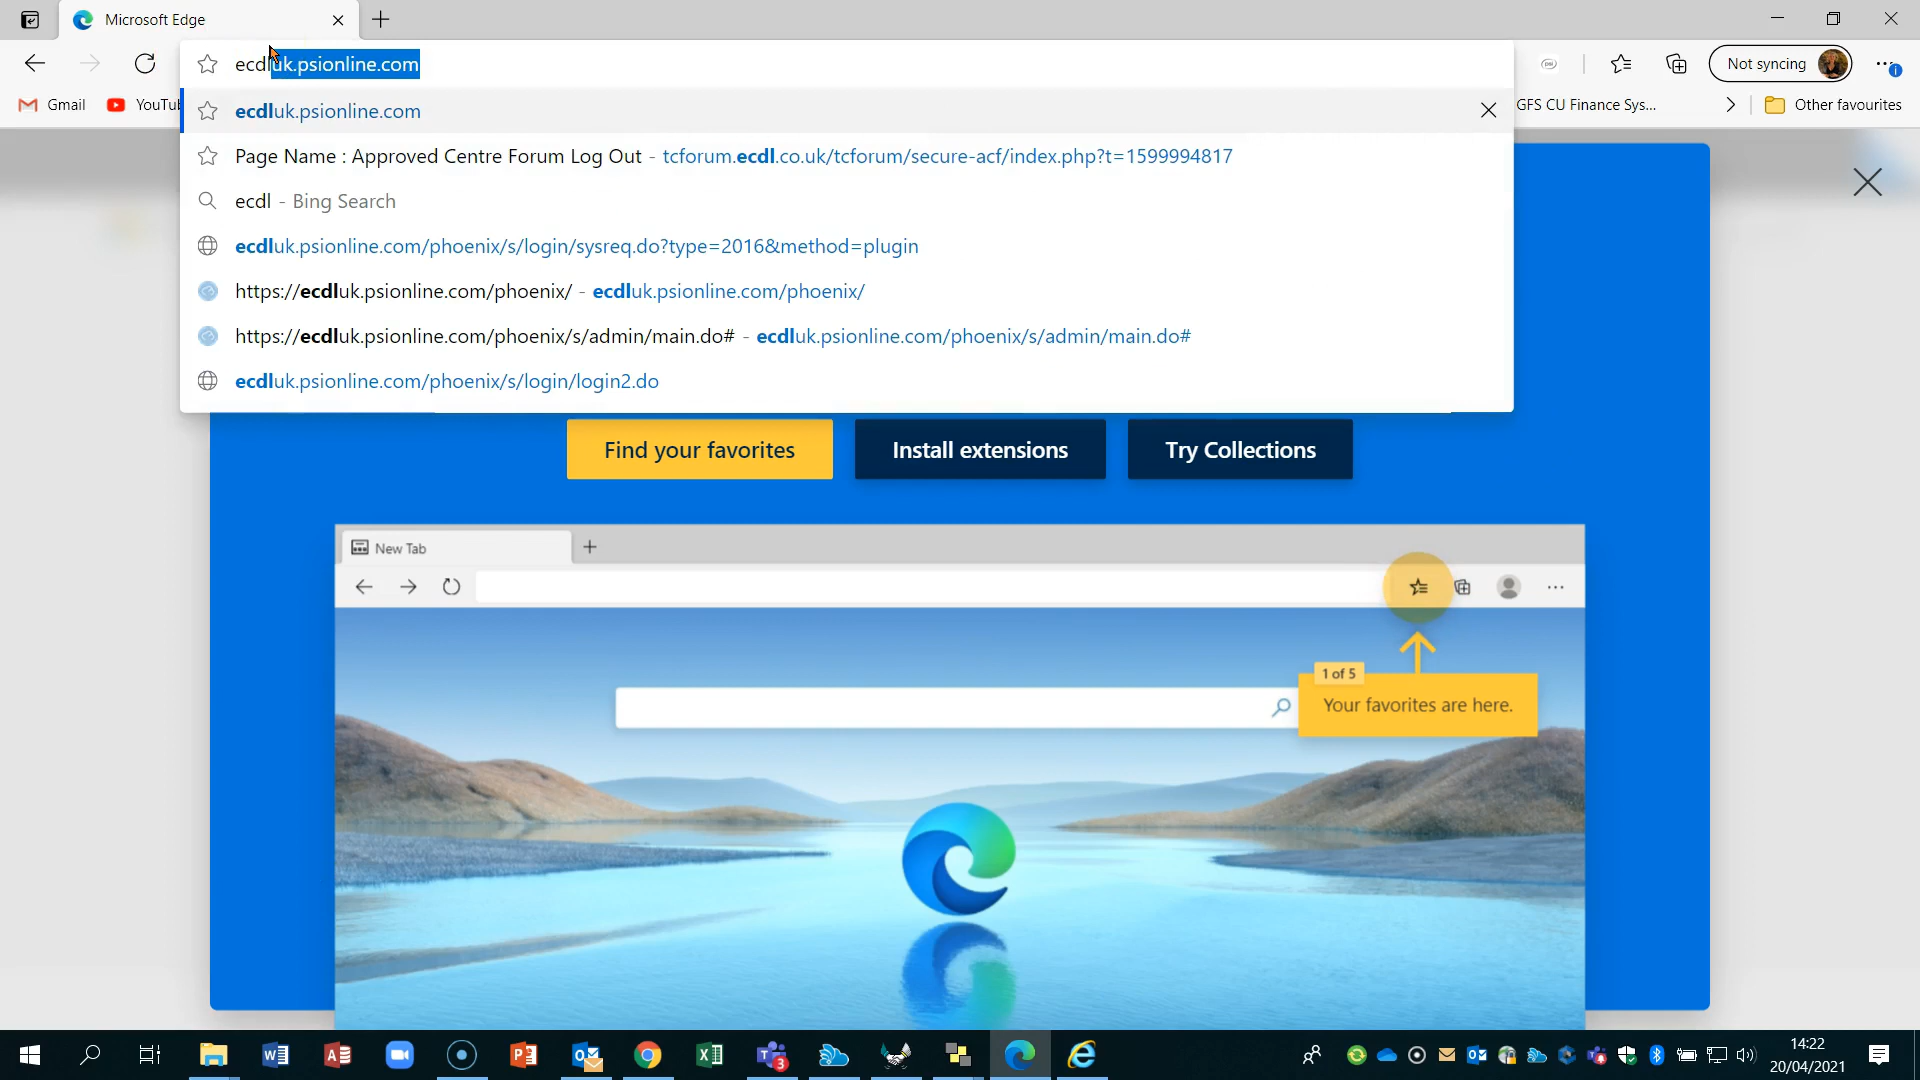 Microsoft Edge
ecdluk.psionline.com
Not syncing
Gmail
YouTub
GFS CU Finance Sys...
Other favourites
ecdluk.psionline.com
Page Name : Approved Centre Forum Log Out - tcforum.ecdl.co.uk/tcforum/secure-acf/index.php?t=1599994817
ecdl - Bing Search
ecdluk.psionline.com/phoenix/s/login/sysreq.do?type=2016&method=plugin
https://ecdluk.psionline.com/phoenix/ - ecdluk.psionline.com/phoenix/
https://ecdluk.psionline.com/phoenix/s/admin/main.do# - ecdluk.psionline.com/phoenix/s/admin/main.do#
ecdluk.psionline.com/phoenix/s/login/login2.do
Find your favorites
Install extensions
Try Collections
New Tab
1 of 5
Your favorites are here.
3
14:22
20/04/2021